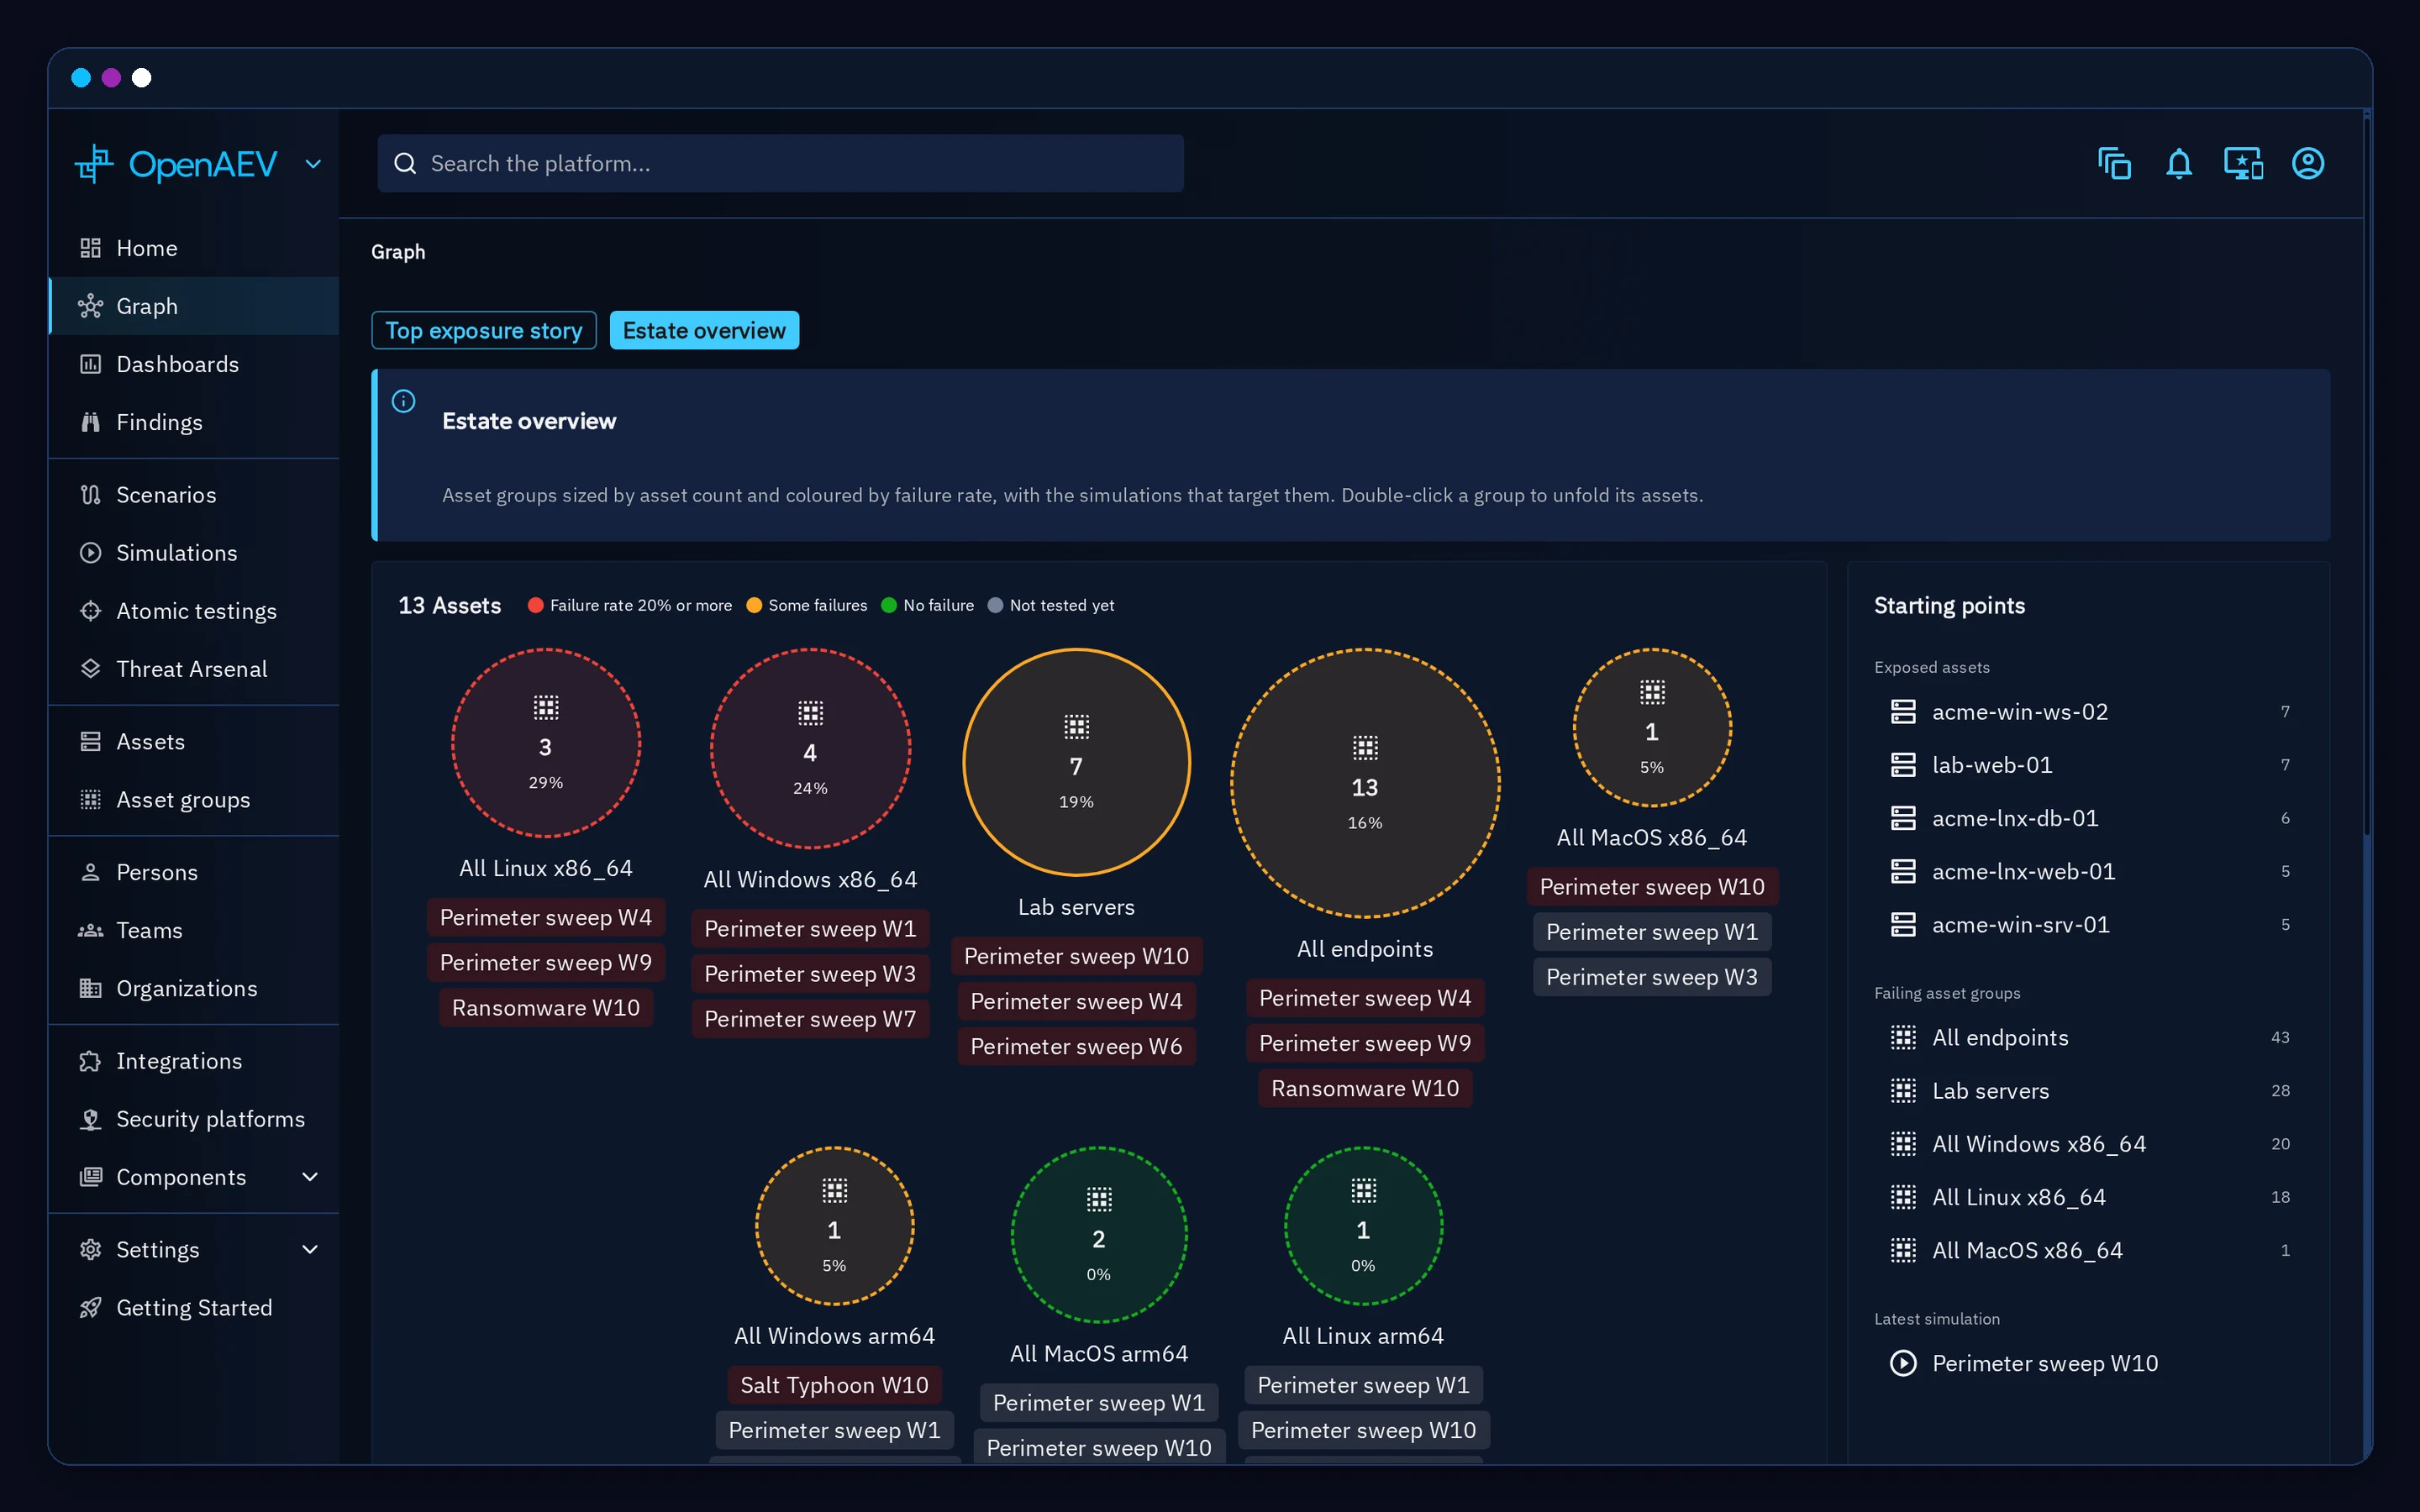 OpenAEV
Search the platform...
Home
Graph
Dashboards
Findings
Scenarios
Simulations
Atomic testings
Threat Arsenal
Assets
Asset groups
Persons
Teams
Organizations
Integrations
Security platforms
Components
Settings
Getting Started
Graph
Top exposure story
Estate overview
Estate overview
Asset groups sized by asset count and coloured by failure rate, with the simulations that target them. Double-click a group to unfold its assets.
13 Assets
Failure rate 20% or more
Some failures
No failure
Not tested yet
3
29%
All Linux x86_64
Perimeter sweep W4
Perimeter sweep W9
Ransomware W10
4
24%
All Windows x86_64
Perimeter sweep W1
Perimeter sweep W3
Perimeter sweep W7
7
19%
Lab servers
Perimeter sweep W10
Perimeter sweep W4
Perimeter sweep W6
13
16%
All endpoints
Perimeter sweep W4
Perimeter sweep W9
Ransomware W10
1
5%
All MacOS x86_64
Perimeter sweep W10
Perimeter sweep W1
Perimeter sweep W3
1
5%
All Windows arm64
Salt Typhoon W10
Perimeter sweep W1
2
0%
All MacOS arm64
Perimeter sweep W1
Perimeter sweep W10
1
0%
All Linux arm64
Perimeter sweep W1
Perimeter sweep W10
Starting points
Exposed assets
acme-win-ws-02 7
lab-web-01 7
acme-lnx-db-01 6
acme-lnx-web-01 5
acme-win-srv-01 5
Failing asset groups
All endpoints 43
Lab servers 28
All Windows x86_64 20
All Linux x86_64 18
All MacOS x86_64 1
Latest simulation
Perimeter sweep W10